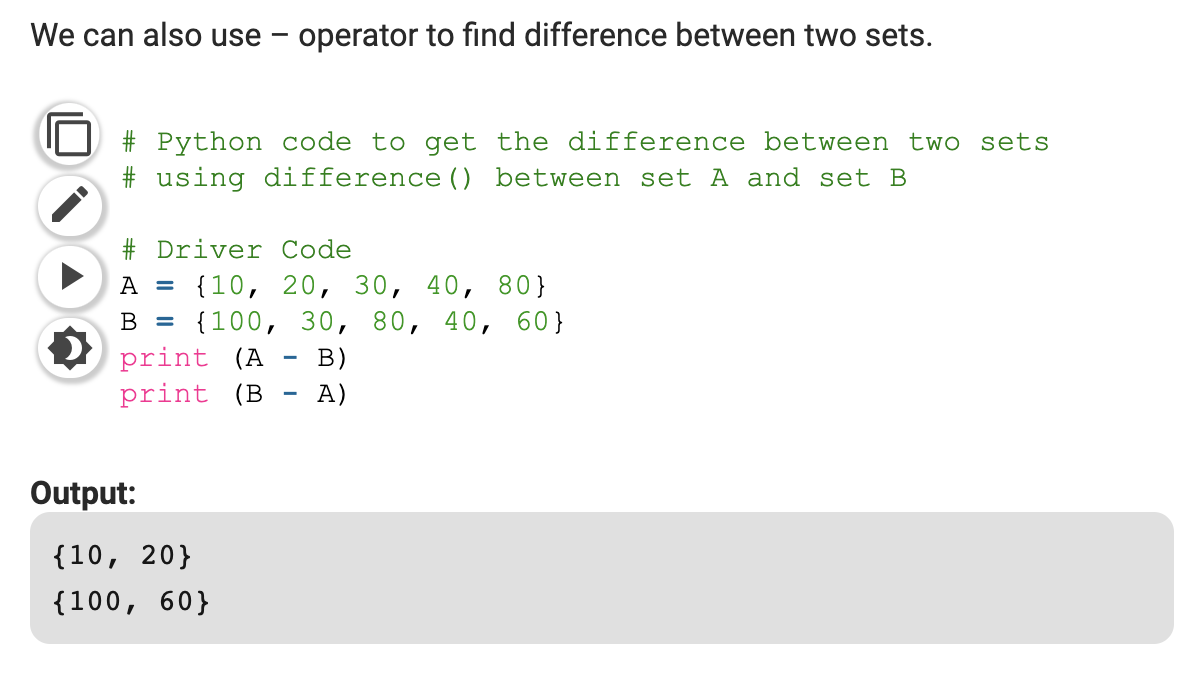 We can also use – operator to find difference between two sets.
# Python code to get the difference between two sets
# using difference() between set A and set B
# Driver Code
A = {10, 20, 30, 40, 80}
B = {100, 30, 80, 40, 60}
print (A - B)
print (B - A)
Output:
{10, 20}
{100, 60}